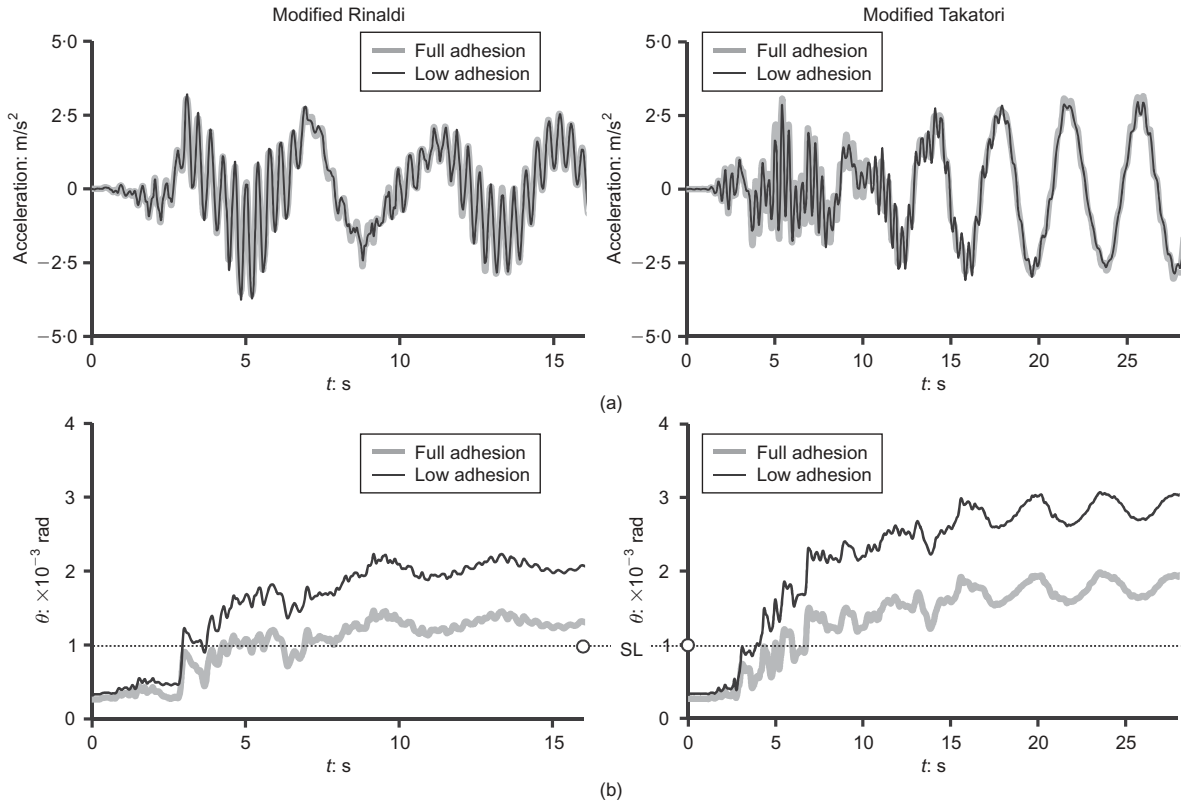 Modified Rinaldi
Modified Takatori
Full adhesion
Low adhesion
Full adhesion
Low adhesion
Acceleration: m/s²
5·0
2·5
0
−2·5
−5·0
0
5
10
15
t: s
Acceleration: m/s²
5·0
2·5
0
−2·5
−5·0
0
5
10
15
20
25
t: s
(a)
Full adhesion
Low adhesion
Full adhesion
Low adhesion
θ: ×10⁻³ rad
4
3
2
1
0
0
5
10
15
t: s
SL
θ: ×10⁻³ rad
4
3
2
1
0
0
5
10
15
20
25
t: s
(b)